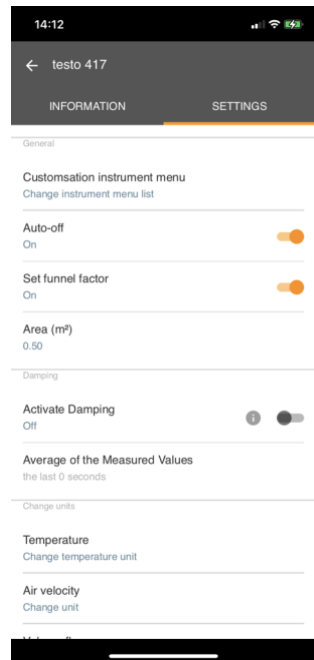 14:12
testo 417
INFORMATION SETTINGS
General
Customsation instrument menu
Change instrument menu list
Auto-off
On
Set funnel factor
On
Area (m²)
0.50
Damping
Activate Damping
Off
Average of the Measured Values
the last 0 seconds
Change units
Temperature
Change temperature unit
Air velocity
Change unit